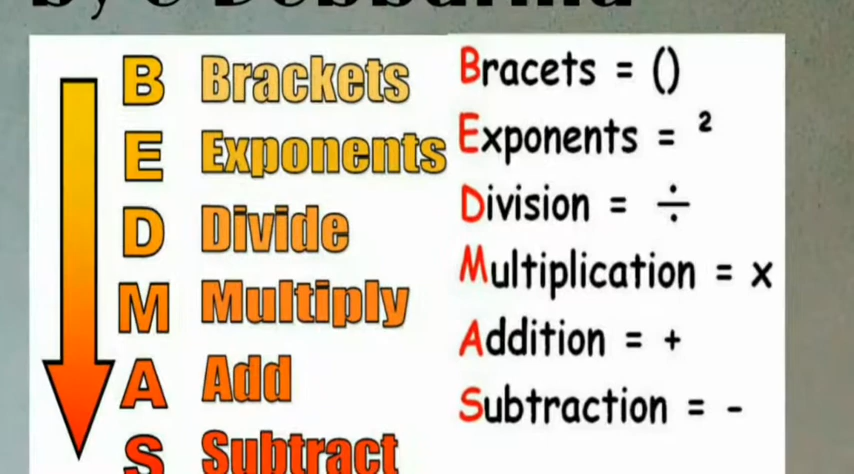 B Brackets
E Exponents
D Divide
M Multiply
A Add
S Subtract
Bracets = ()
Exponents = ²
Division = ÷
Multiplication = x
Addition = +
Subtraction = -